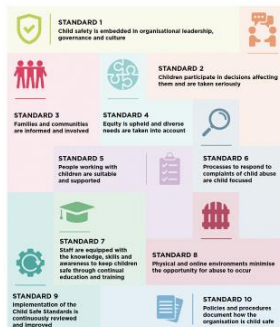 STANDARD 1
Child safety is embedded in organisational leadership,
governance and culture
STANDARD 2
Children participate in decisions affecting
them and are taken seriously
STANDARD 3
Families and communities
are informed and involved
STANDARD 4
Equity is upheld and diverse
needs are taken into account
STANDARD 5
People working with
children are suitable
and supported
STANDARD 6
Processes to respond to
complaints of child abuse
are child focused
STANDARD 7
Staff are equipped with
the knowledge, skills and
awareness to keep children
safe through continual
education and training
STANDARD 8
Physical and online environments minimise
the opportunity for abuse to occur
STANDARD 9
Implementation of the
Child Safe Standards is
continuously reviewed
and improved
STANDARD 10
Policies and procedures
document how the
organisation is child safe